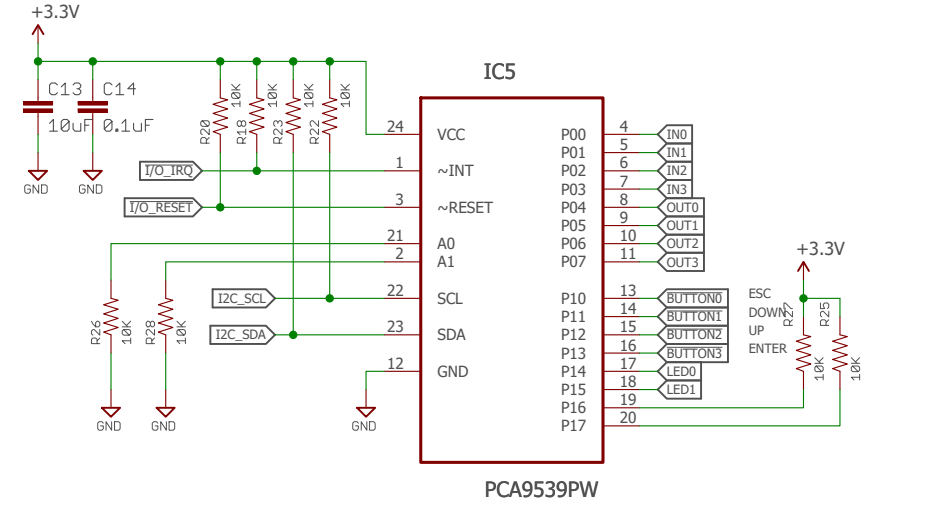 +3.3V
C13
10uF
C14
0.1uF
GND
GND
R20
10K
R18
10K
R23
10K
R22
10K
I/O_IRQ
I/O_RESET
I2C_SCL
I2C_SDA
R26
10K
R28
10K
GND
GND
GND
IC5
24 VCC
1 ~INT
3 ~RESET
21 A0
2 A1
22 SCL
23 SDA
12 GND
P00 4 IN0
P01 5 IN1
P02 6 IN2
P03 7 IN3
P04 8 OUT0
P05 9 OUT1
P06 10 OUT2
P07 11 OUT3
P10 13 BUTTON0
P11 14 BUTTON1
P12 15 BUTTON2
P13 16 BUTTON3
P14 17 LED0
P15 18 LED1
P16 19
P17 20
ESC
DOWN
UP
ENTER
+3.3V
R27
10K
R25
10K
PCA9539PW